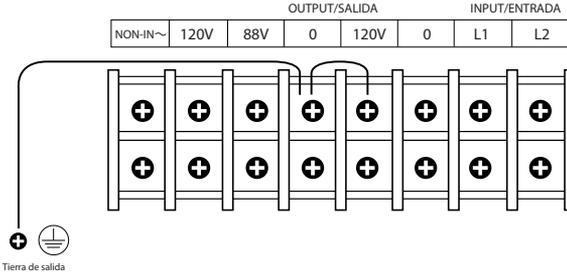 OUTPUT/SALIDA INPUT/ENTRADA
NON-IN～ 120V 88V 0 120V 0 L1 L2
Tierra de salida